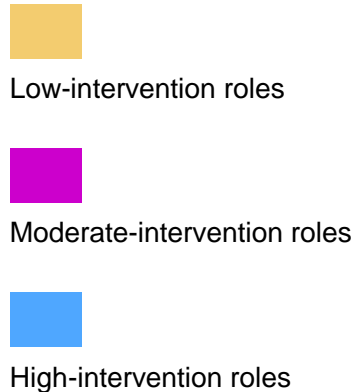 Low-intervention roles
Moderate-intervention roles
High-intervention roles